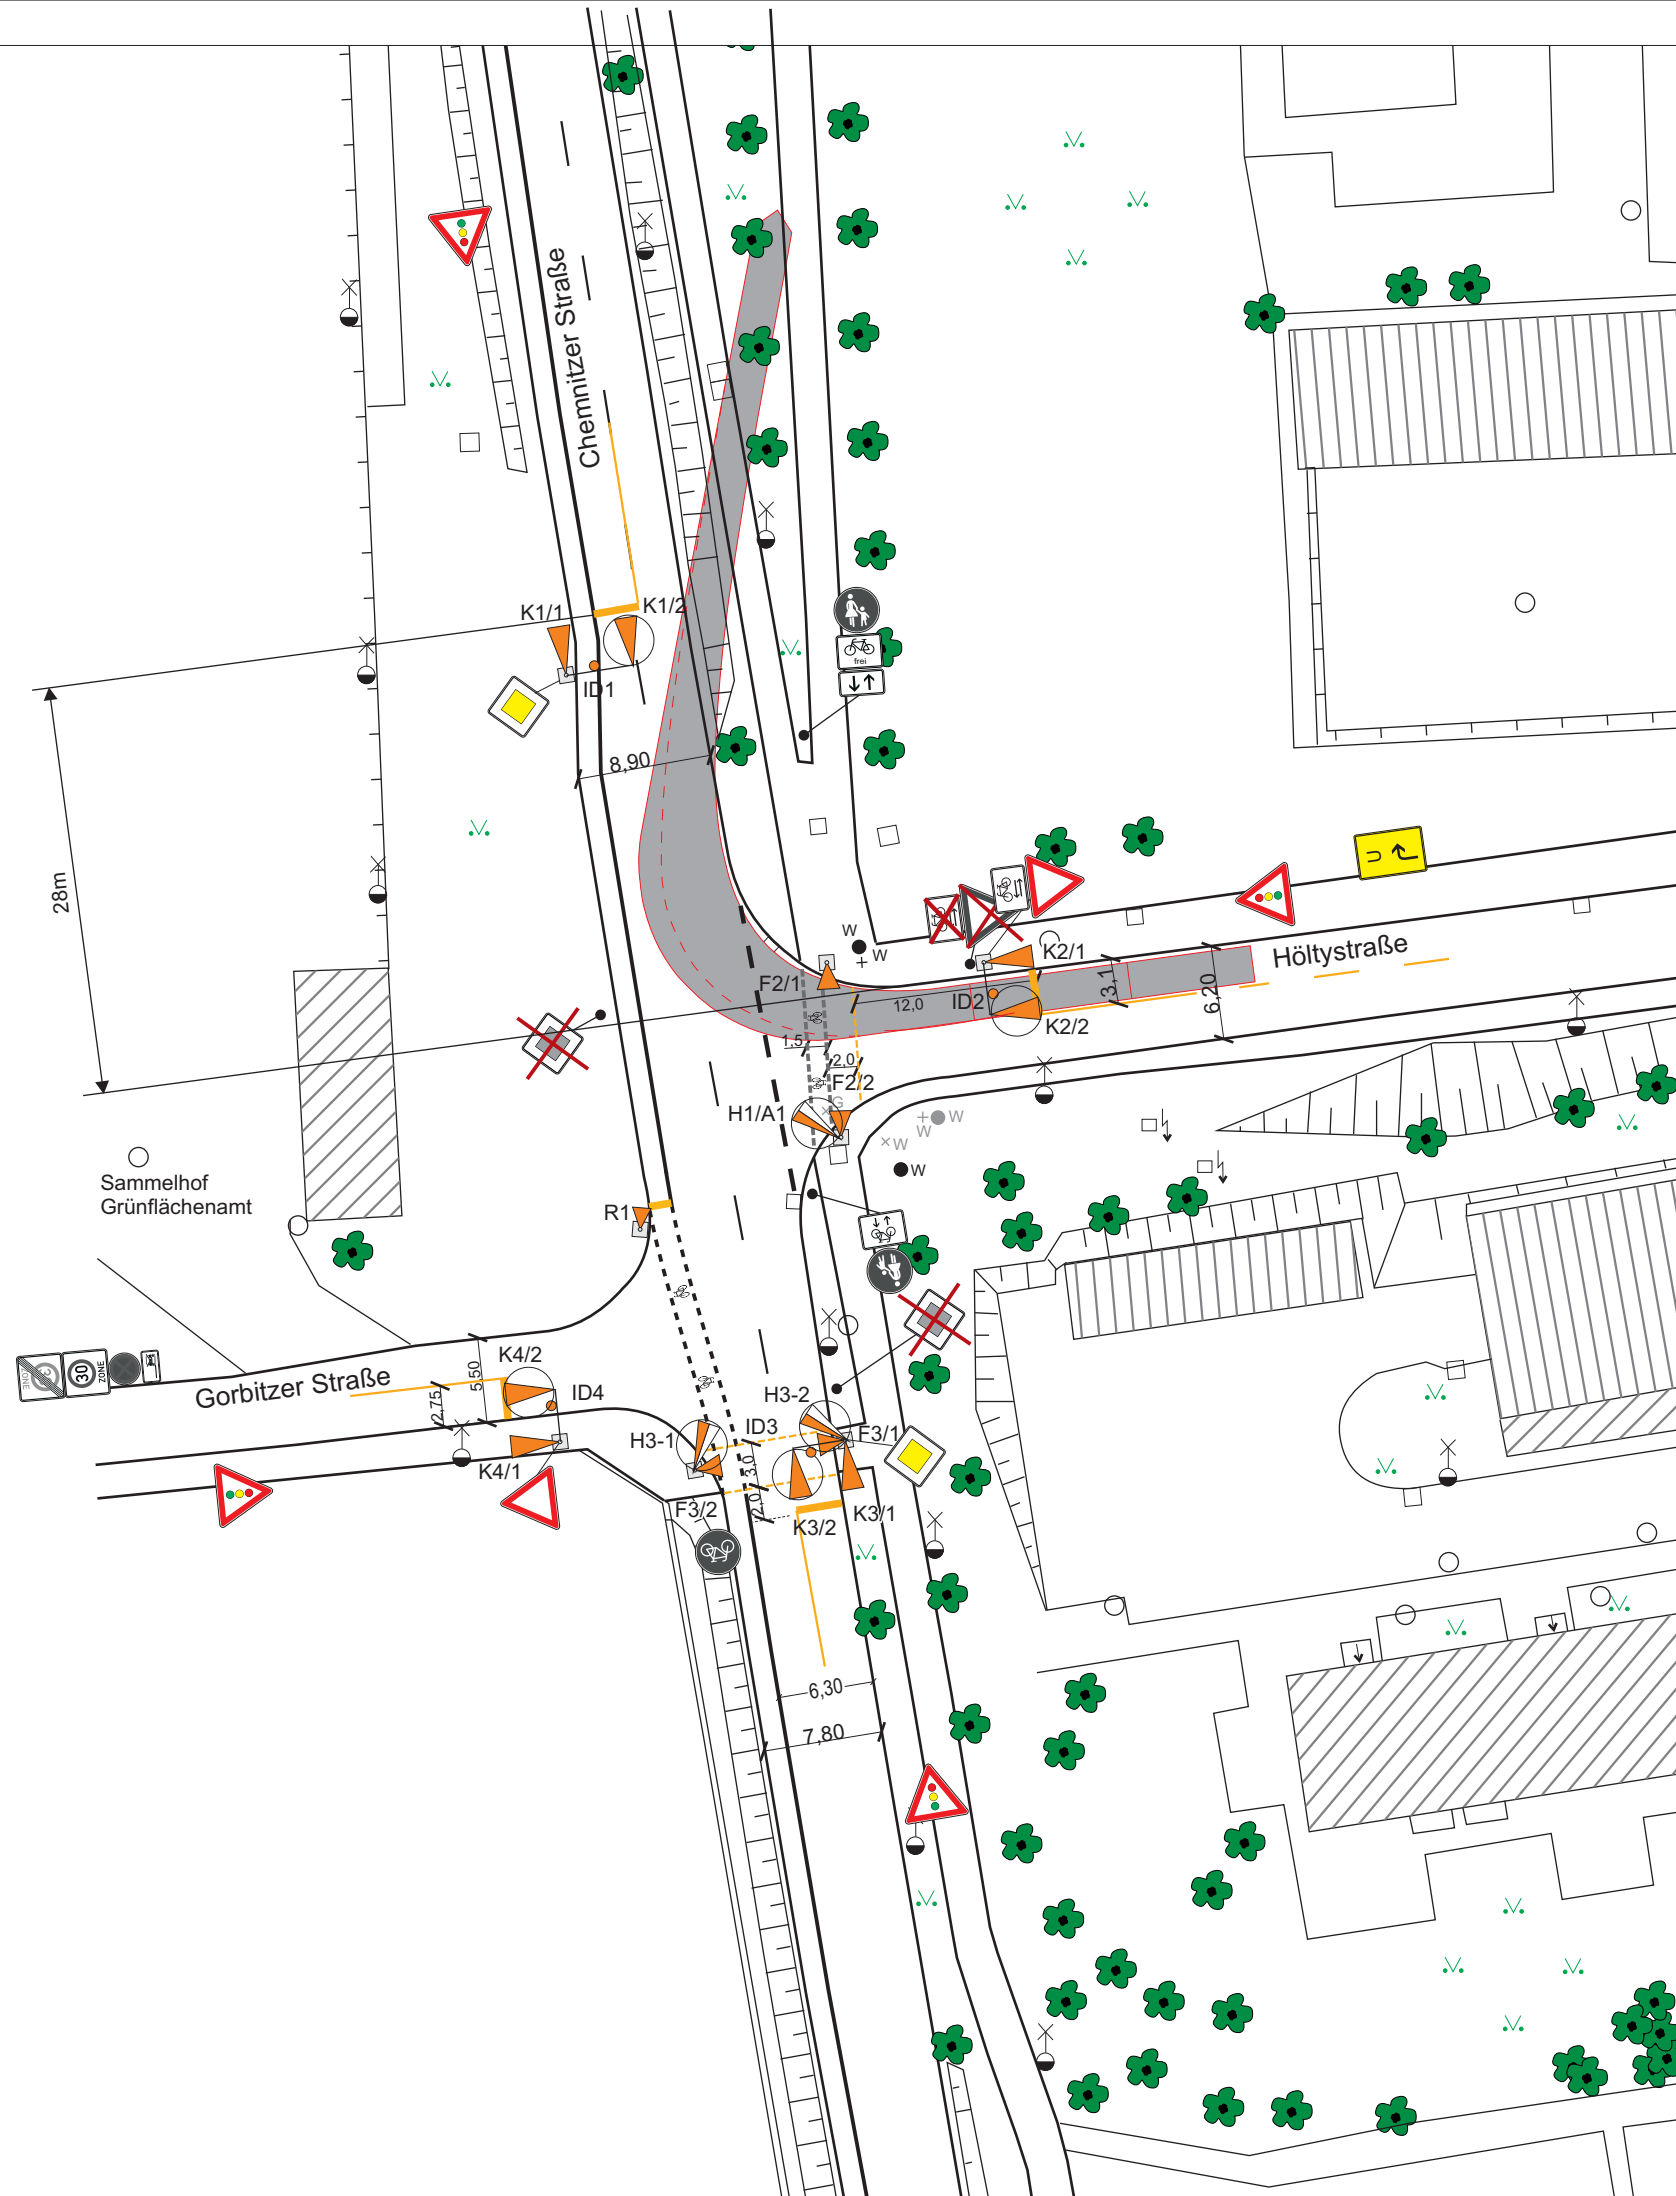 Chemnitzer Straße
K1/1
K1/2
frei
ID1
8,90
28m
W
W
K2/1
Höltystraße
F2/1
12,0
ID2
3,1
6,20
K2/2
1,5
2,0
F2/2
G
H1/A1
W
W
W
W
Sammelhof
Grünflächenamt
R1
30
ZONE
ZONE
K4/2
5,50
Gorbitzer Straße
2,75
ID4
H3-2
ID3
F3/1
H3-1
K4/1
3,0
2,0
F3/2
K3/2
K3/1
6,30
7,80